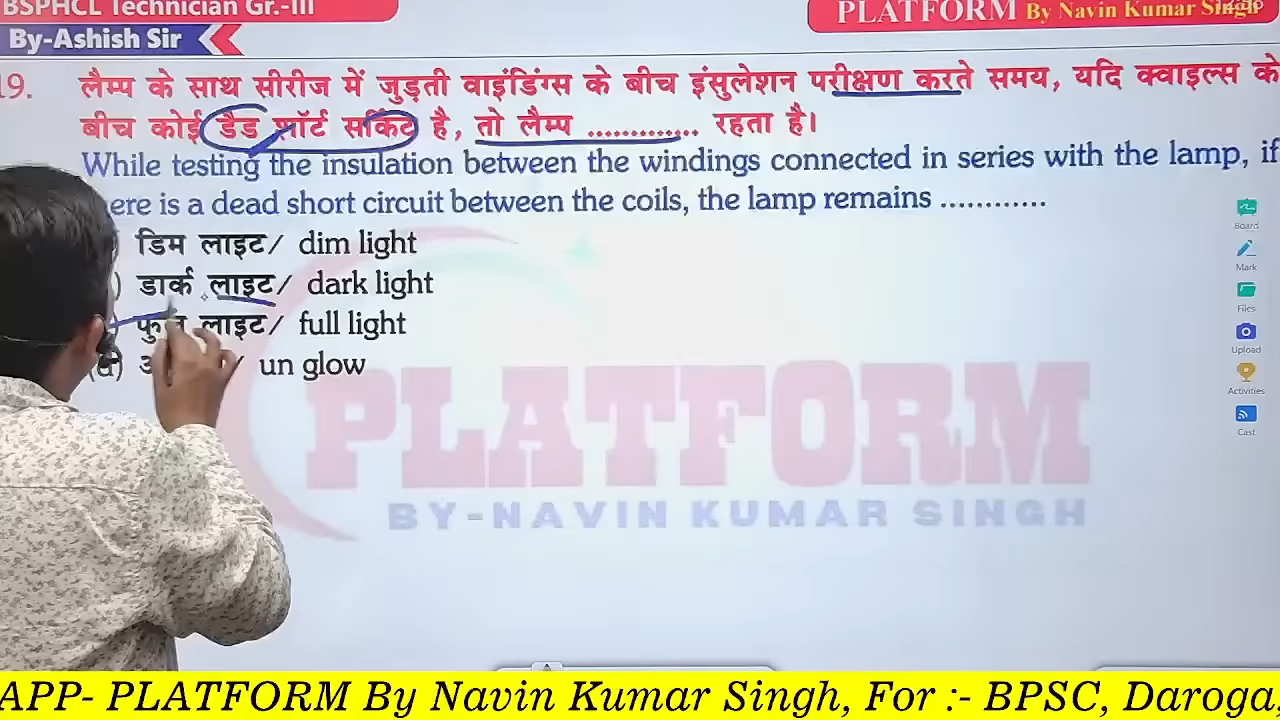 BSPHCL Technician Gr.-III
PLATFORM By Navin Kumar Singh
By-Ashish Sir
19. लैम्प के साथ सीरीज में जुड़ती वाइंडिंग्स के बीच इंसुलेशन परीक्षण करते समय, यदि क्वाइल्स के
बीच कोई डैड शॉर्ट सर्किट है, तो लैम्प ............. रहता है।
While testing the insulation between the windings connected in series with the lamp, if
here is a dead short circuit between the coils, the lamp remains ............
डिम लाइट/ dim light
) डार्क लाइट/ dark light
लाइट/ full light
(d) / un glow
PLATFORM
BY-NAVIN KUMAR SINGH
Board
Mark
Files
Upload
Activities
Cast
APP- PLATFORM By Navin Kumar Singh, For :- BPSC, Daroga,